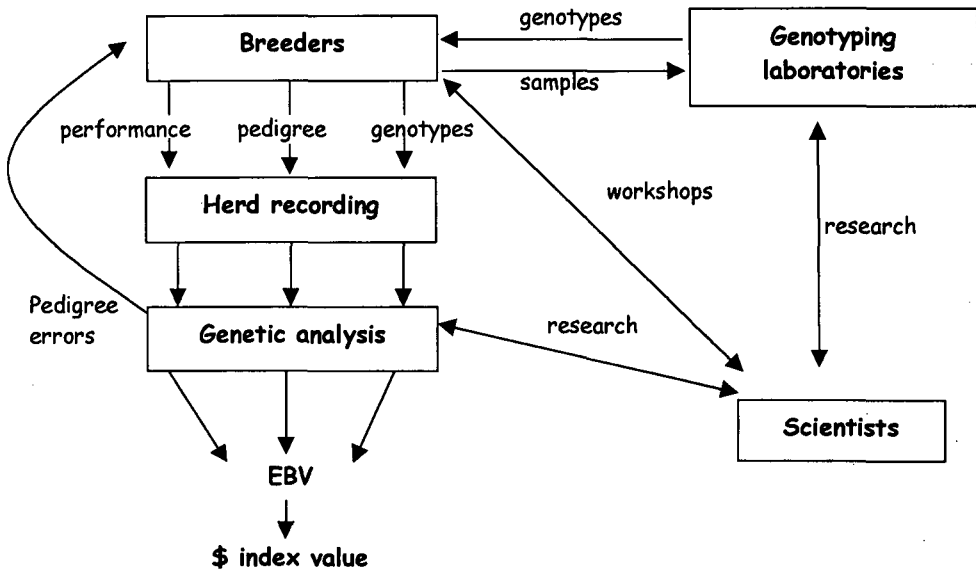 Breeders
genotypes
samples
Genotyping
laboratories
performance
pedigree
genotypes
Herd recording
workshops
research
Pedigree
errors
Genetic analysis
research
Scientists
EBV
$ index value